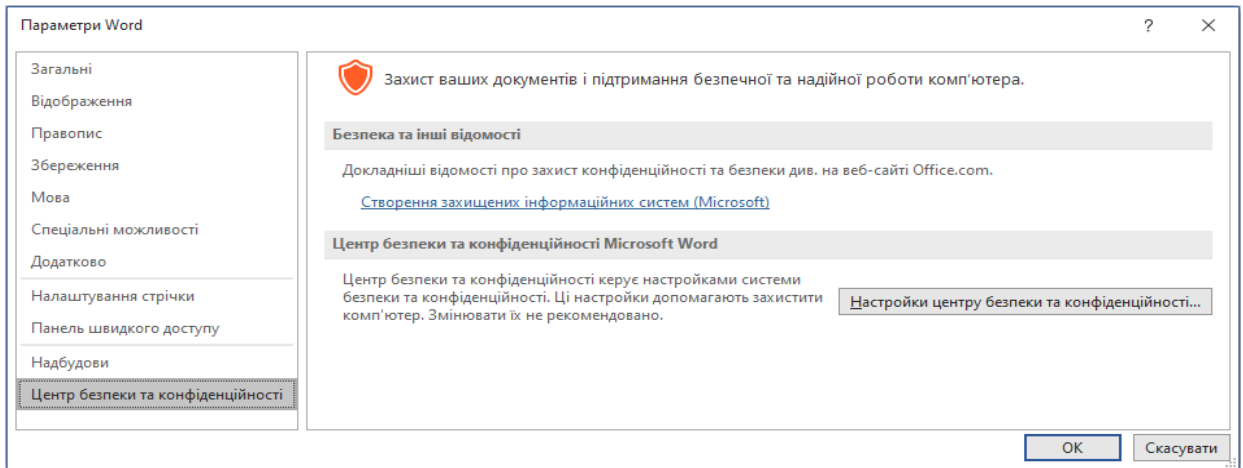 Параметри Word
?
Загальні
Відображення
Правопис
Збереження
Мова
Спеціальні можливості
Додатково
Налаштування стрічки
Панель швидкого доступу
Надбудови
Центр безпеки та конфіденційності
Захист ваших документів і підтримання безпечної та надійної роботи комп'ютера.
Безпека та інші відомості
Докладніші відомості про захист конфіденційності та безпеки див. на веб-сайті Office.com.
Створення захищених інформаційних систем (Microsoft)
Центр безпеки та конфіденційності Microsoft Word
Центр безпеки та конфіденційності керує настройками системи
безпеки та конфіденційності. Ці настройки допомагають захистити
комп'ютер. Змінювати їх не рекомендовано.
Настройки центру безпеки та конфіденційності...
ОК
Скасувати